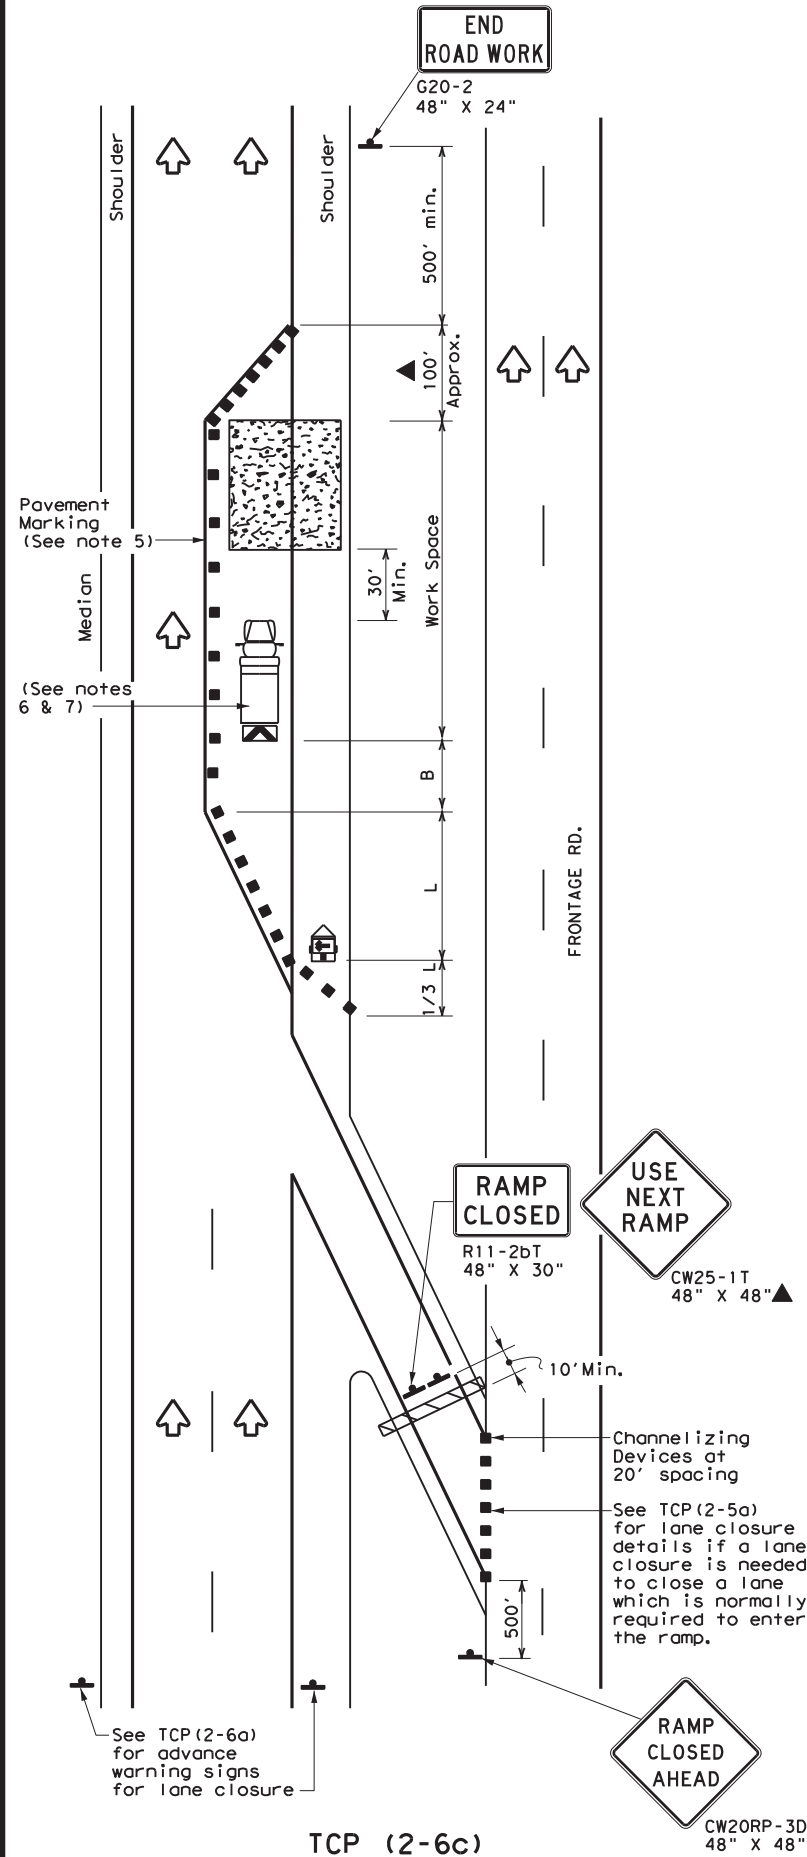 END
ROAD WORK
G20-2
48" X 24"
Shoulder
Shoulder
500' min.
100'
Approx.
Pavement
Marking
(See note 5)
Work Space
30'
Min.
Median
(See notes
6 & 7)
B
L
FRONTAGE RD.
1/3 L
RAMP
CLOSED
R11-2bT
48" X 30"
USE
NEXT
RAMP
CW25-1T
48" X 48"
10'Min.
Channelizing
Devices at
20' spacing
See TCP(2-5a)
for lane closure
details if a lane
closure is needed
to close a lane
which is normally
required to enter
the ramp.
500'
See TCP(2-6a)
for advance
warning signs
for lane closure
RAMP
CLOSED
AHEAD
CW20RP-3D
48" X 48"
TCP (2-6c)